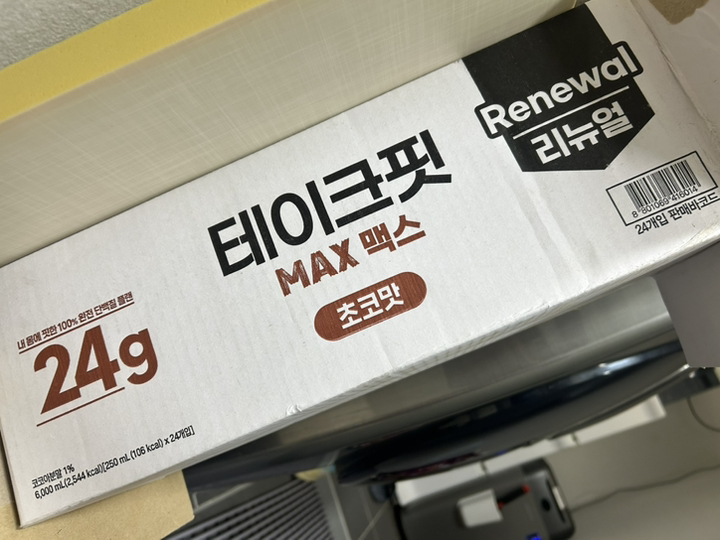 Renewal
리뉴얼
테이크핏
MAX 맥스
초코맛
내 몸에 핏한 100% 완전 단백질 플랜
24g
코코아분말 1%
6,000 mL(2,544 kcal)[250 mL (106 kcal) x 24개입]
8 801069 416014
24개입 판매바코드